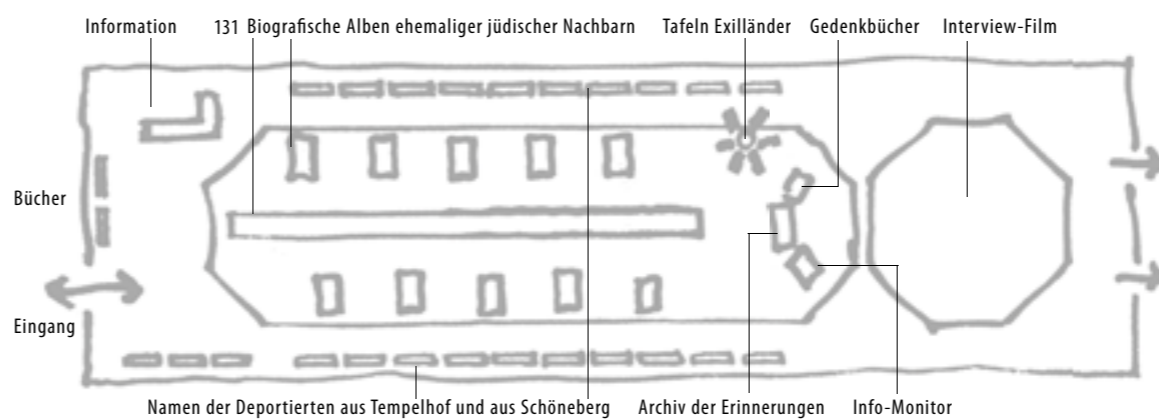 Information
131 Biografische Alben ehemaliger jüdischer Nachbarn
Tafeln Exilländer
Gedenkbücher
Interview-Film
Bücher
Eingang
Namen der Deportierten aus Tempelhof und aus Schöneberg
Archiv der Erinnerungen
Info-Monitor